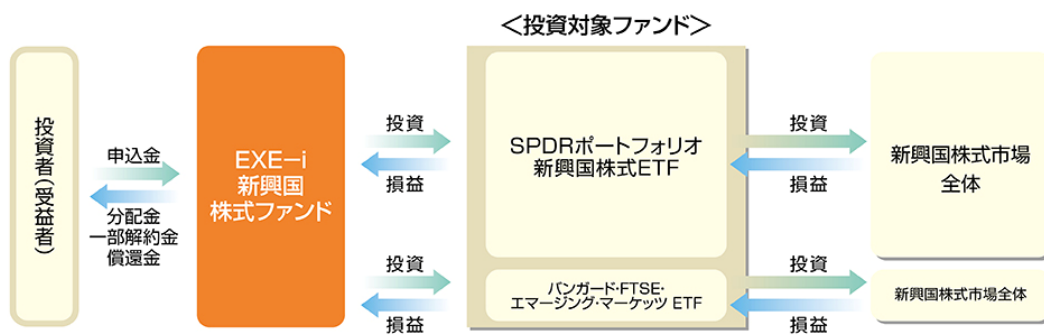 ＜投資対象ファンド＞
投資者(受益者)
申込金
分配金
一部解約金
償還金
EXE−i
新興国
株式ファンド
投資
損益
SPDRポートフォリオ
新興国株式ETF
投資
損益
新興国株式市場
全体
投資
損益
バンガード・FTSE・
エマージング・マーケッツ ETF
投資
損益
新興国株式市場全体